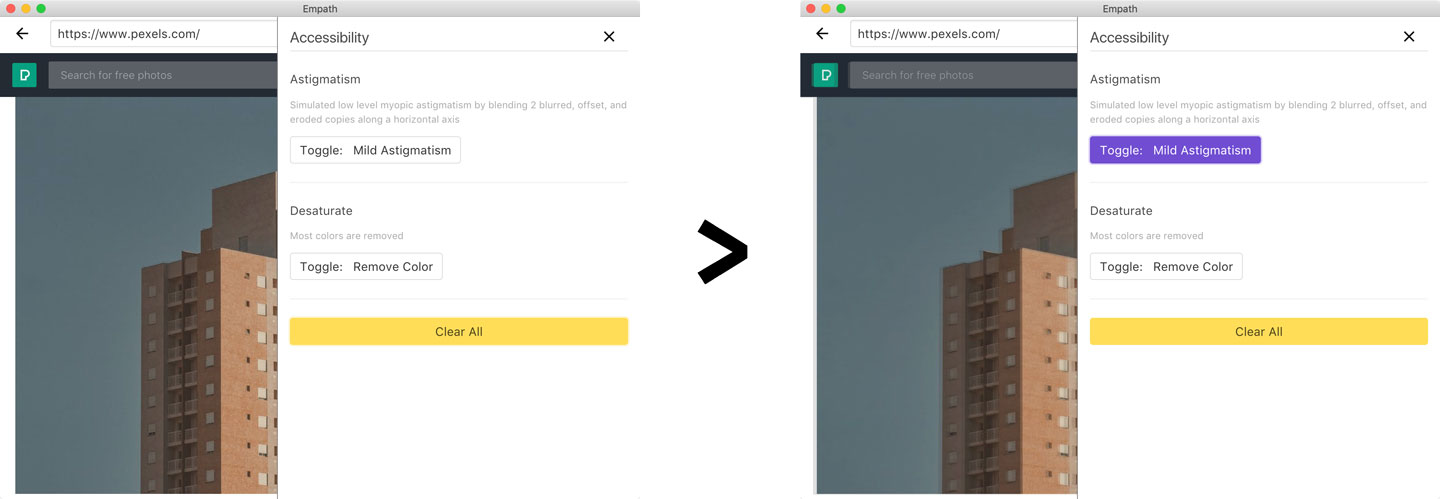 Empath
https://www.pexels.com/
Accessibility
Search for free photos
Astigmatism
Simulated low level myopic astigmatism by blending 2 blurred, offset, and
eroded copies along a horizontal axis
Toggle: Mild Astigmatism
Desaturate
Most colors are removed
Toggle: Remove Color
Clear All
>
Empath
https://www.pexels.com/
Accessibility
Search for free photos
Astigmatism
Simulated low level myopic astigmatism by blending 2 blurred, offset, and
eroded copies along a horizontal axis
Toggle: Mild Astigmatism
Desaturate
Most colors are removed
Toggle: Remove Color
Clear All